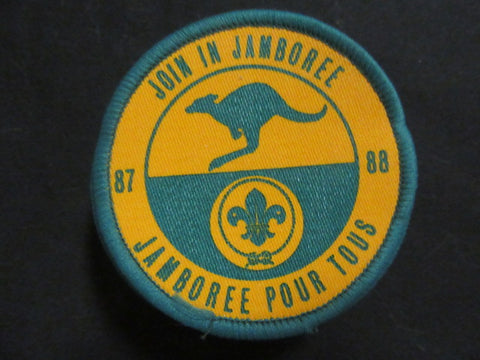 JOIN IN JAMBOREE
87
88
JAMBOREE POUR TOUS